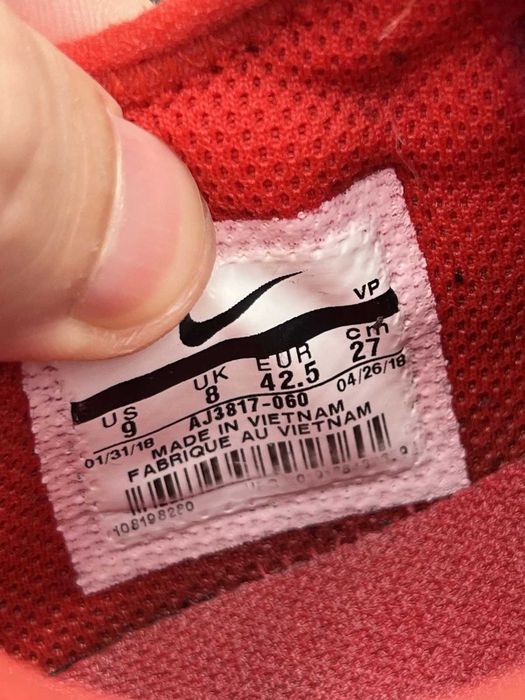 VP
US UK EUR cm
9 8 42.5 27
01/31/18 AJ3817-060 04/26/18
MADE IN VIETNAM
FABRIQUE AU VIETNAM